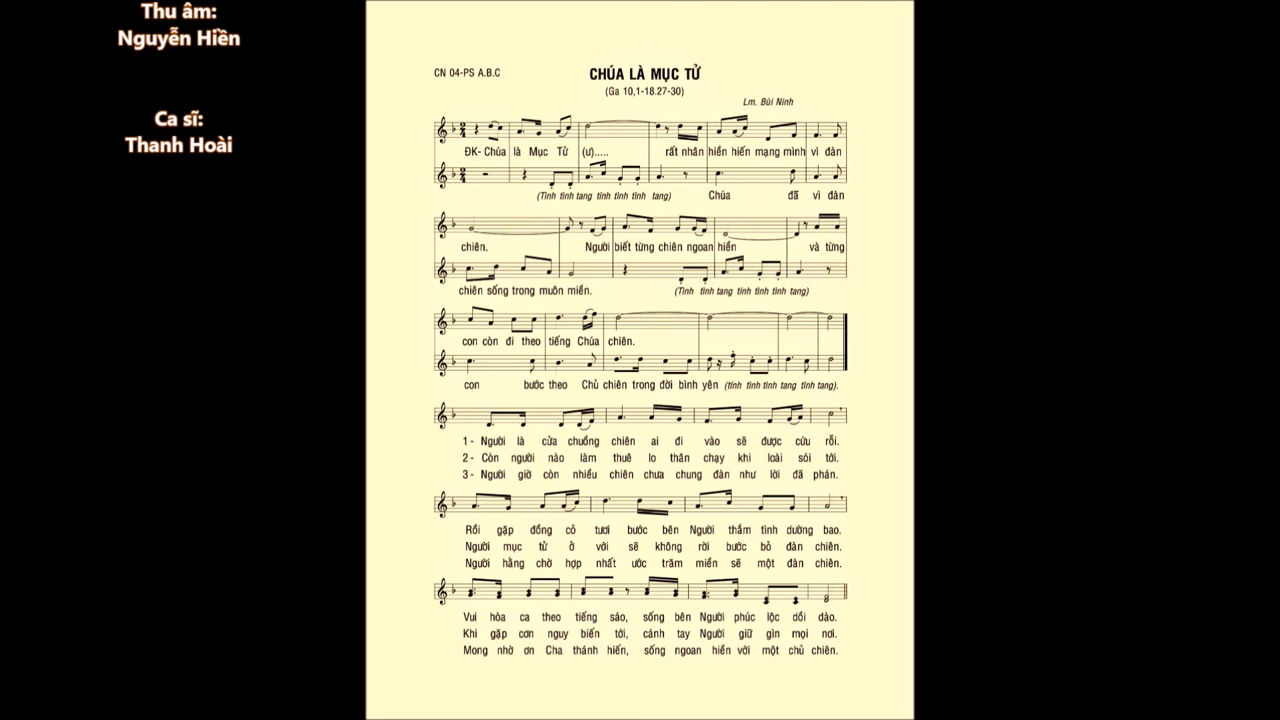 Thu âm:
Nguyễn Hiền
Ca sĩ:
Thanh Hoài
CN 04-PS A.B.C
CHÚA LÀ MỤC TỬ
(Ga 10,1-18.27-30)
Lm. Bùi Ninh
ĐK- Chúa là Mục Tử (ư)..... rất nhân hiền hiến mạng mình vì đàn
(Tình tình tang tính tính tình tang) Chúa đã vì đàn
chiên. Người biết từng chiên ngoan hiền và từng
chiên sống trong muôn miền. (Tình tình tang tính tình tình tang)
con còn đi theo tiếng Chúa chiên.
con bước theo Chủ chiên trong đời bình yên (tính tình tình tang tình tang).
1- Người là cửa chuồng chiên ai đi vào sẽ được cứu rỗi.
2- Còn người nào làm thuê lo thân chạy khi loài sói tới.
3- Người giờ còn nhiều chiên chưa chung đàn như lời đã phán.
Rồi gặp đồng cỏ tươi bước bên Người thắm tình dường bao.
Người mục tử ở với sẽ không rời bước bỏ đàn chiên.
Người hằng chờ hợp nhất ước trăm miền sẽ một đàn chiên.
Vui hòa ca theo tiếng sáo, sống bên Người phúc lộc dồi dào.
Khi gặp cơn nguy biến tới, cánh tay Người giữ gìn mọi nơi.
Mong nhờ ơn Cha thánh hiến, sống ngoan hiền với một chủ chiên.